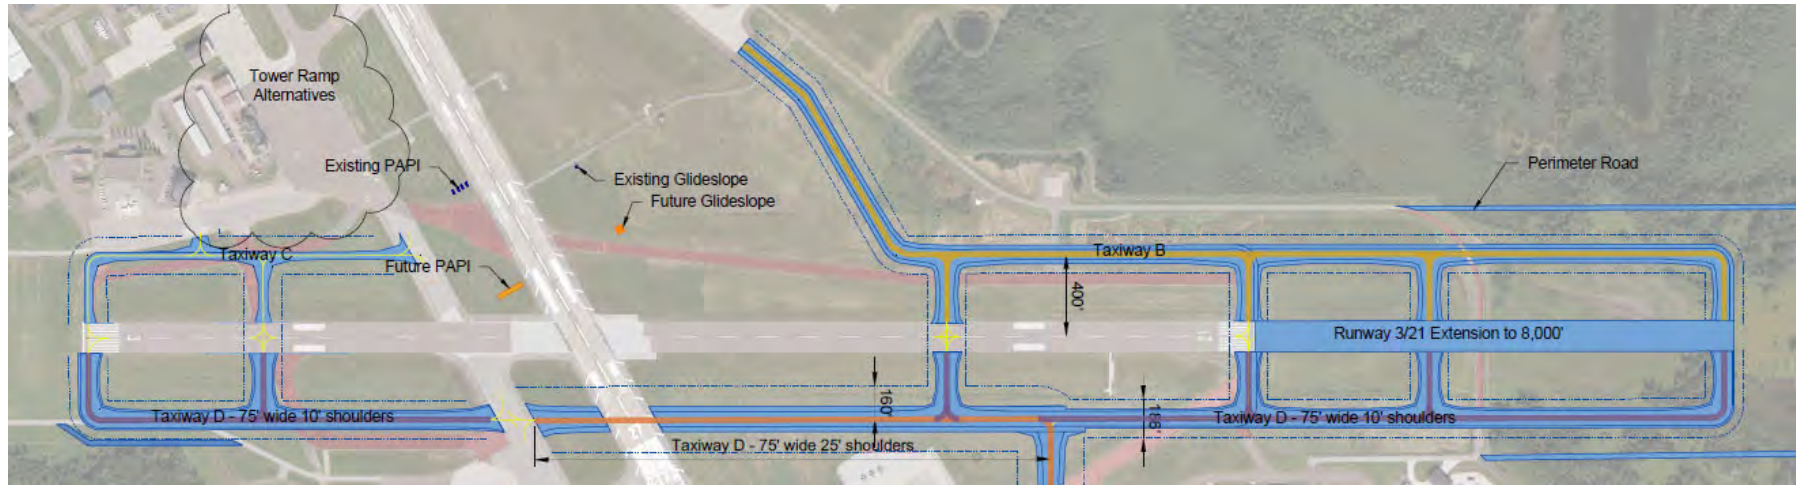 Tower Ramp
Alternatives
Existing PAPI
Existing Glideslope
Future Glideslope
Perimeter Road
Taxiway C
Taxiway B
Future PAPI
400'
Runway 3/21 Extension to 8,000'
160'
Taxiway D - 75' wide 10' shoulders
Taxiway D - 75' wide 25' shoulders
186'
Taxiway D - 75' wide 10' shoulders